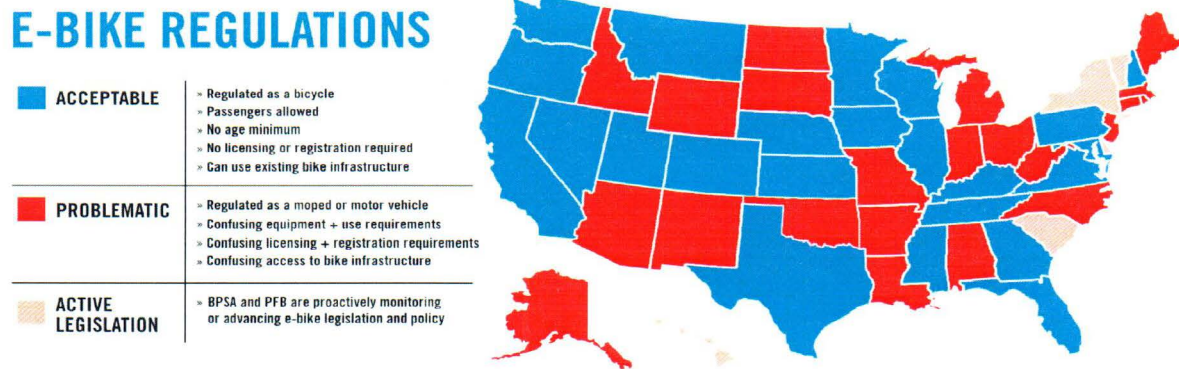 E-BIKE REGULATIONS
ACCEPTABLE
» Regulated as a bicycle
» Passengers allowed
» No age minimum
» No licensing or registration required
» Can use existing bike infrastructure
PROBLEMATIC
» Regulated as a moped or motor vehicle
» Confusing equipment + use requirements
» Confusing licensing + registration requirements
» Confusing access to bike infrastructure
ACTIVE
LEGISLATION
» BPSA and PFB are proactively monitoring
or advancing e-bike legislation and policy